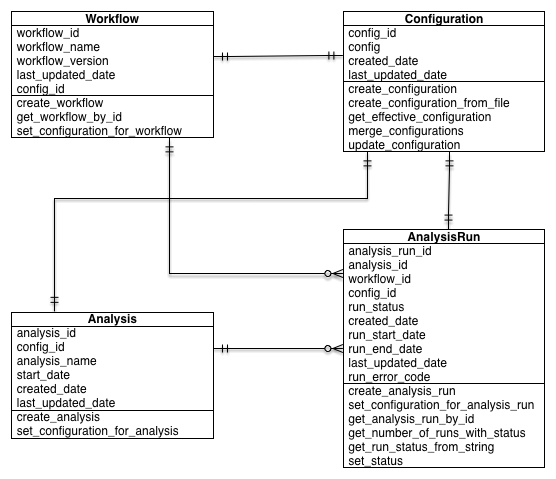 Workflow
workflow_id
workflow_name
workflow_version
last_updated_date
config_id
create_workflow
get_workflow_by_id
set_configuration_for_workflow
Configuration
config_id
config
created_date
last_updated_date
create_configuration
create_configuration_from_file
get_effective_configuration
merge_configurations
update_configuration
Analysis
analysis_id
config_id
analysis_name
start_date
created_date
last_updated_date
create_analysis
set_configuration_for_analysis
AnalysisRun
analysis_run_id
analysis_id
workflow_id
config_id
run_status
created_date
run_start_date
run_end_date
last_updated_date
run_error_code
create_analysis_run
set_configuration_for_analysis_run
get_analysis_run_by_id
get_number_of_runs_with_status
get_run_status_from_string
set_status